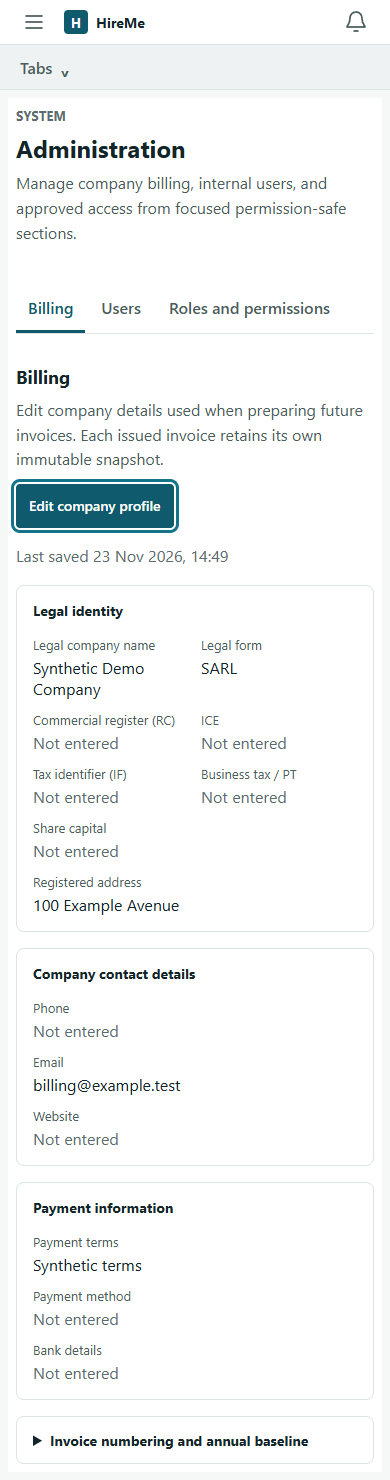 H HireMe
Tabs v
SYSTEM
Administration
Manage company billing, internal users, and
approved access from focused permission-safe
sections.
Billing Users Roles and permissions
Billing
Edit company details used when preparing future
invoices. Each issued invoice retains its own
immutable snapshot.
Edit company profile
Last saved 23 Nov 2026, 14:49
Legal identity
Legal company name Legal form
Synthetic Demo SARL
Company
Commercial register (RC) ICE
Not entered Not entered
Tax identifier (IF) Business tax / PT
Not entered Not entered
Share capital
Not entered
Registered address
100 Example Avenue
Company contact details
Phone
Not entered
Email
billing@example.test
Website
Not entered
Payment information
Payment terms
Synthetic terms
Payment method
Not entered
Bank details
Not entered
Invoice numbering and annual baseline